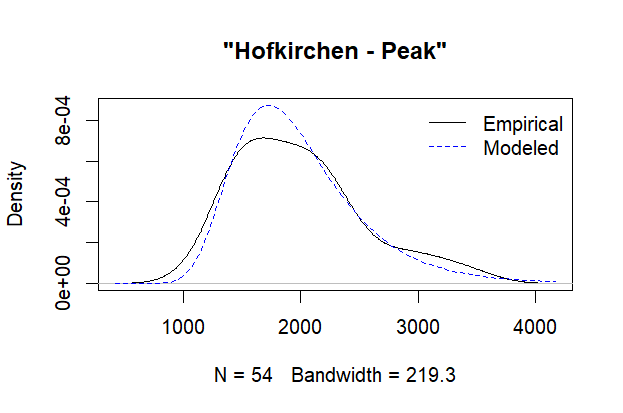 "Hofkirchen - Peak"
Empirical
Modeled
Density
8e-04
4e-04
0e+00
1000 2000 3000 4000
N = 54 Bandwidth = 219.3